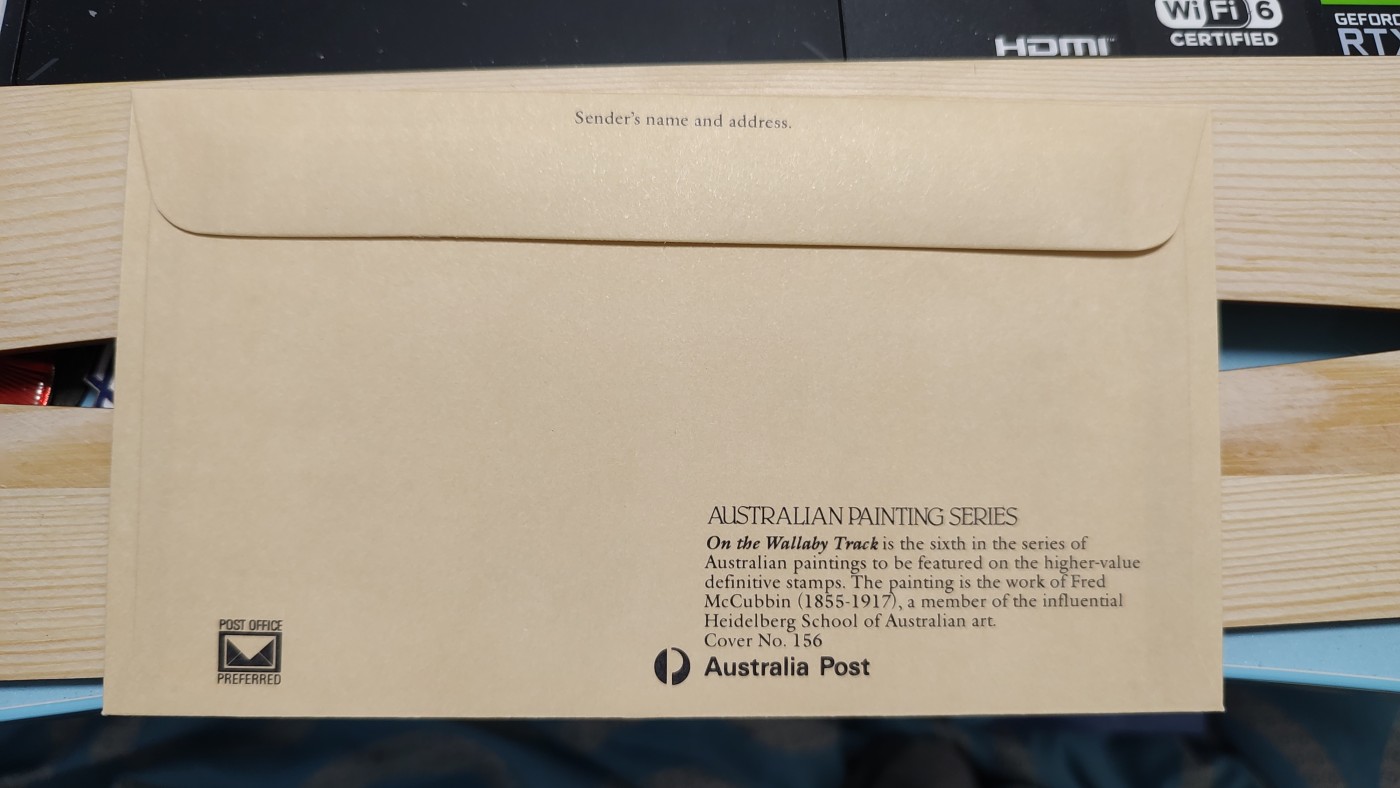 Wi Fi 6
CERTIFIED
HDMI
GEFORC
RTX
Sender's name and address.
AUSTRALIAN PAINTING SERIES
On the Wallaby Track is the sixth in the series of
Australian paintings to be featured on the higher-value
definitive stamps. The painting is the work of Fred
McCubbin (1855-1917), a member of the influential
Heidelberg School of Australian art.
Cover No. 156
Australia Post
POST OFFICE
PREFERRED